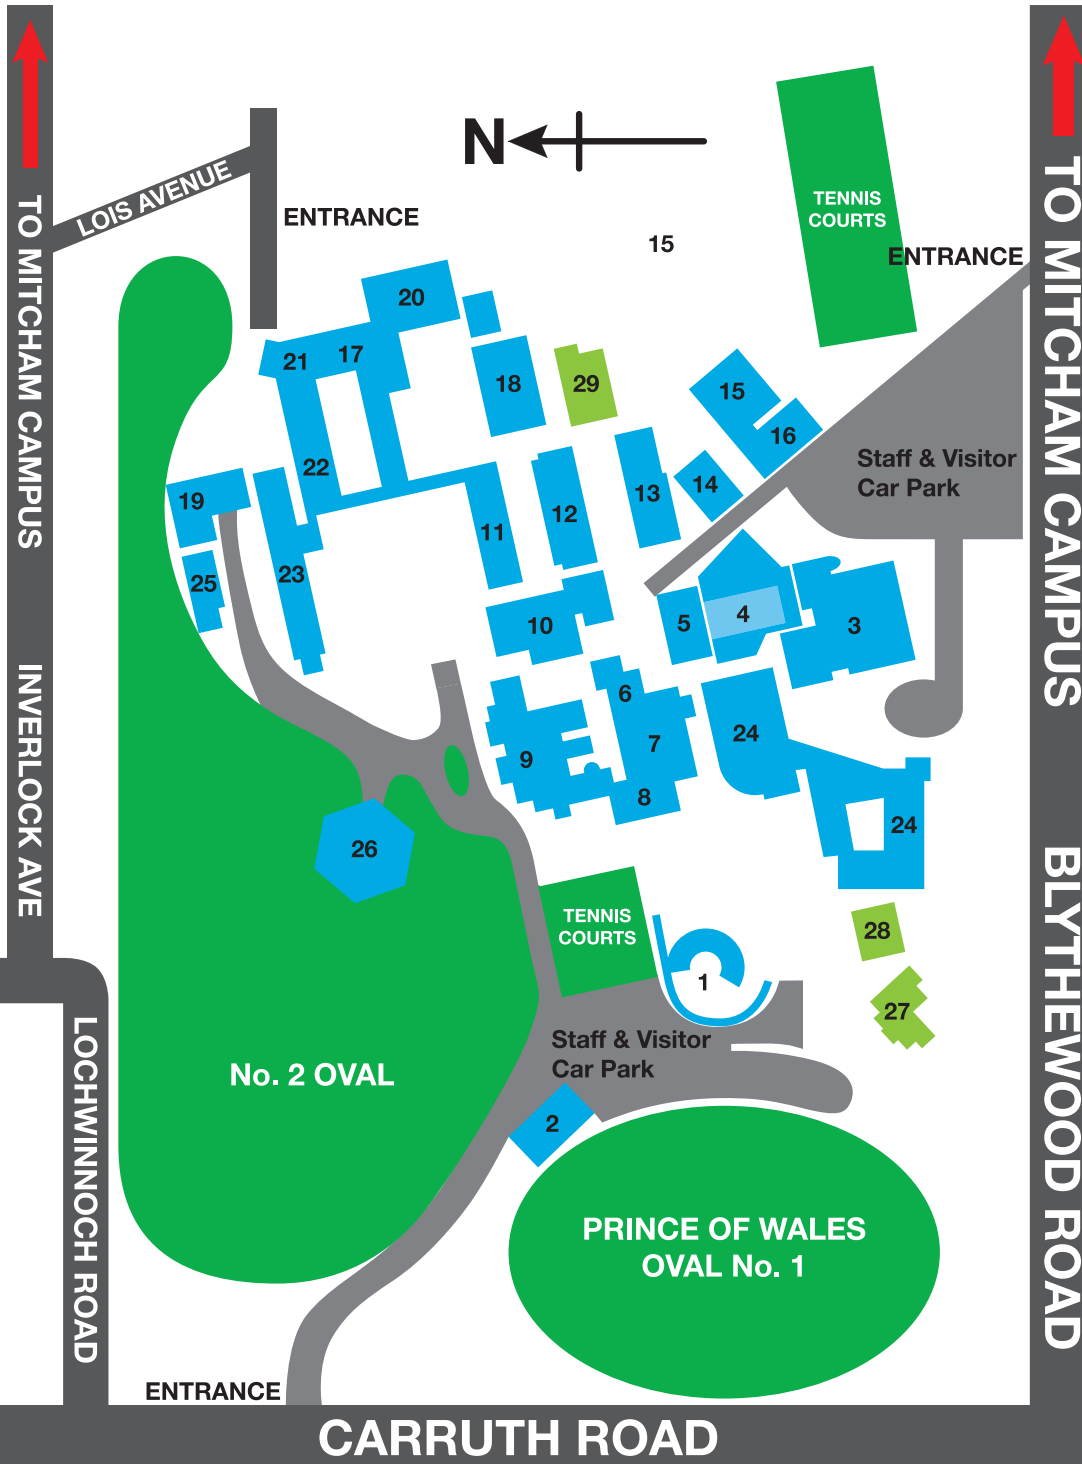 N
TENNIS
COURTS
LOIS AVENUE
ENTRANCE
15
ENTRANCE
TO MITCHAM CAMPUS
TO MITCHAM CAMPUS
20
21
17
18
29
15
16
Staff & Visitor
Car Park
22
19
14
13
12
11
23
25
10
5
4
3
6
7
24
9
8
24
26
INVERLOCK AVE
BLYTHEWOOD ROAD
TENNIS
COURTS
28
1
27
Staff & Visitor
Car Park
No. 2 OVAL
2
LOCHWINNOCH ROAD
PRINCE OF WALES
OVAL No. 1
ENTRANCE
CARRUTH ROAD